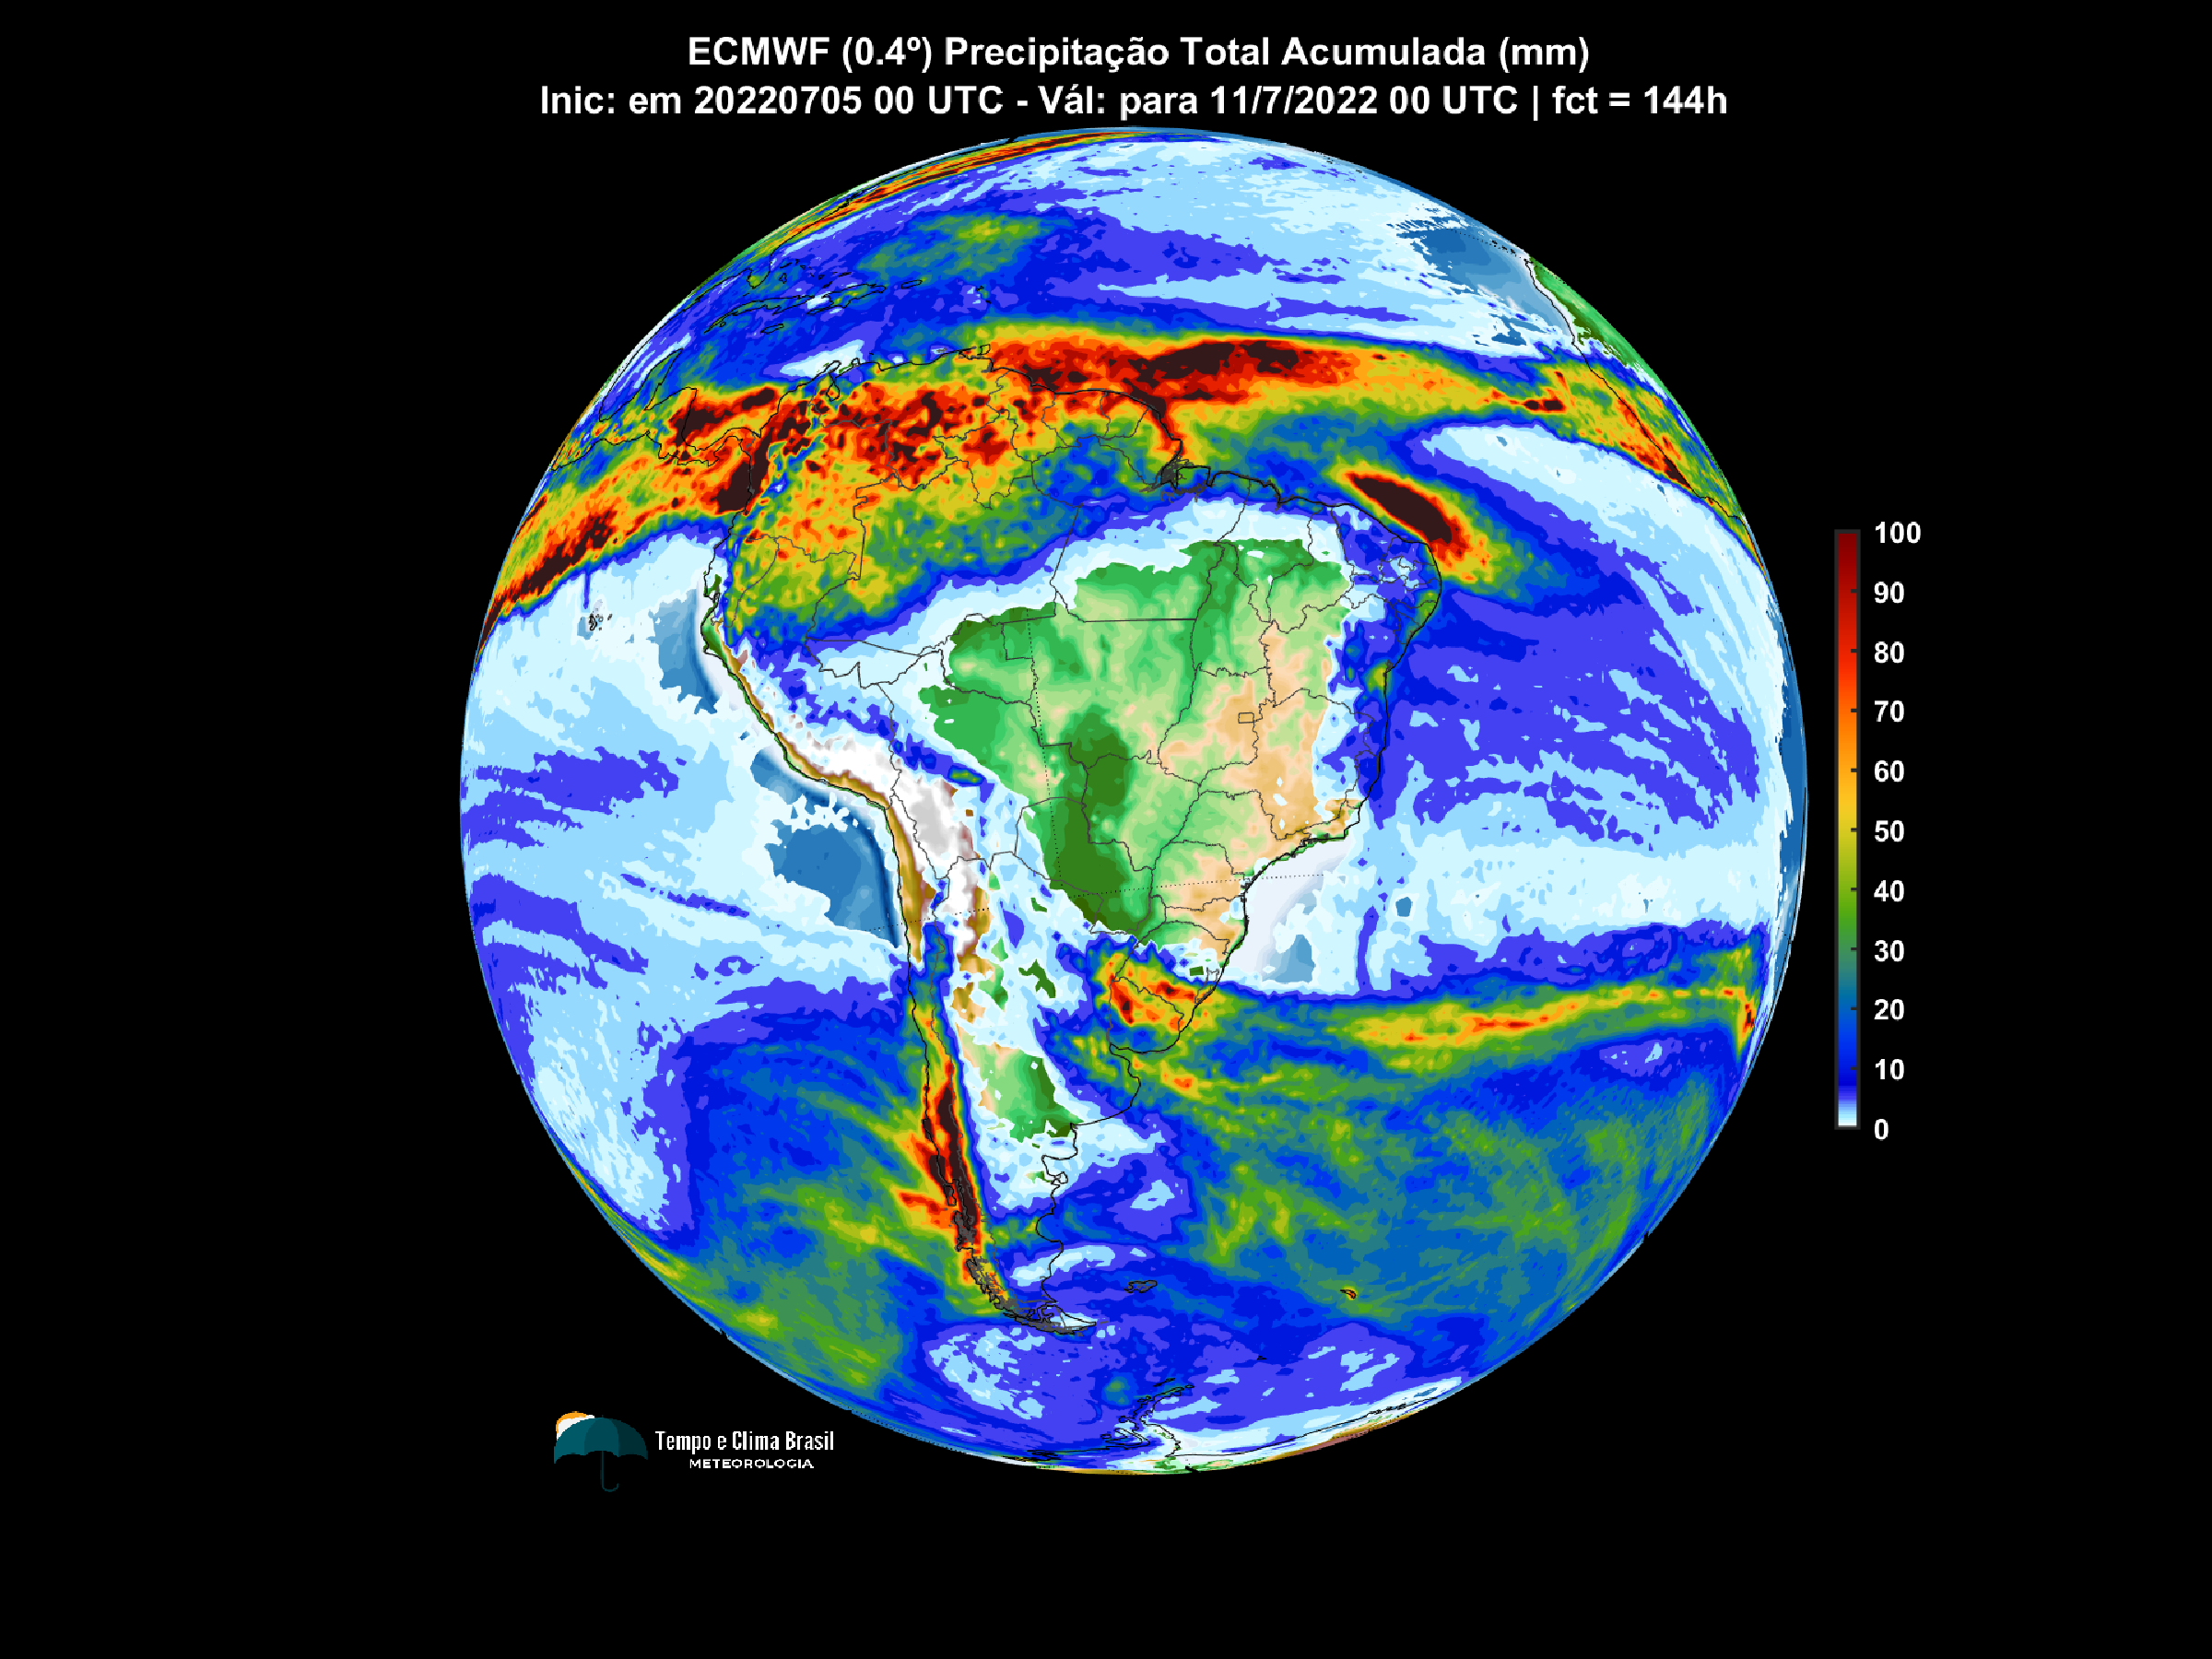 ECMWF (0.4º) Precipitação Total Acumulada (mm)
Inic: em 20220705 00 UTC - Vál: para 11/7/2022 00 UTC | fct = 144h
100
90
80
70
60
50
40
30
20
10
0
Tempo e Clima Brasil
METEOROLOGIA